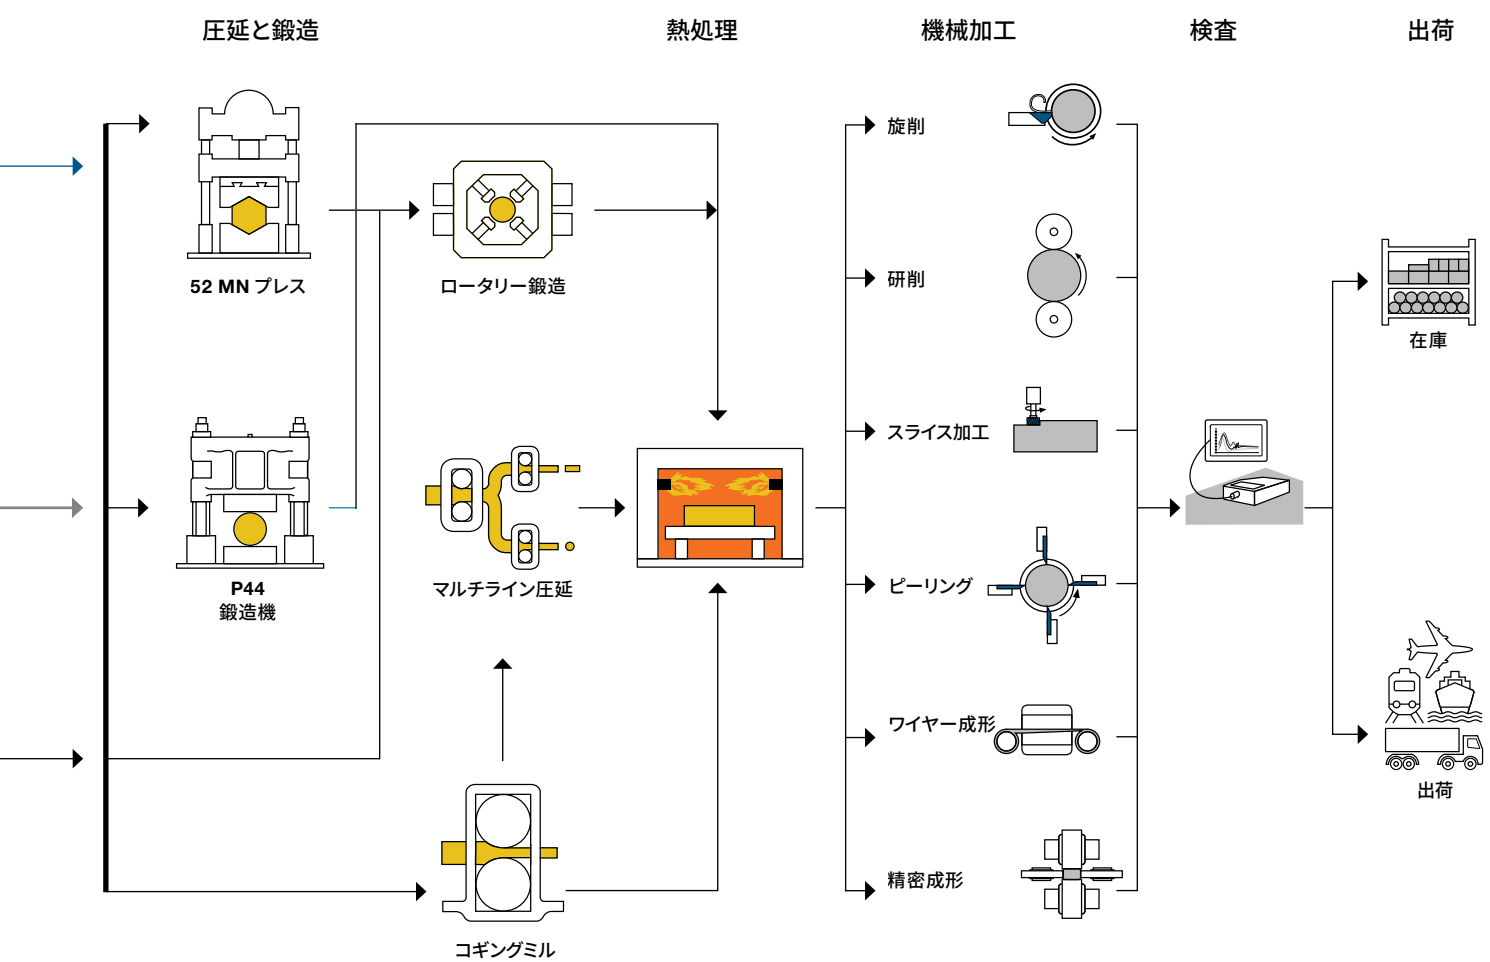 圧延と鍛造
熱処理
機械加工
検査
出荷
52 MN プレス
ロータリー鍛造
P44
鍛造機
マルチライン圧延
コギングミル
旋削
研削
スライス加工
ピーリング
ワイヤー成形
精密成形
在庫
出荷